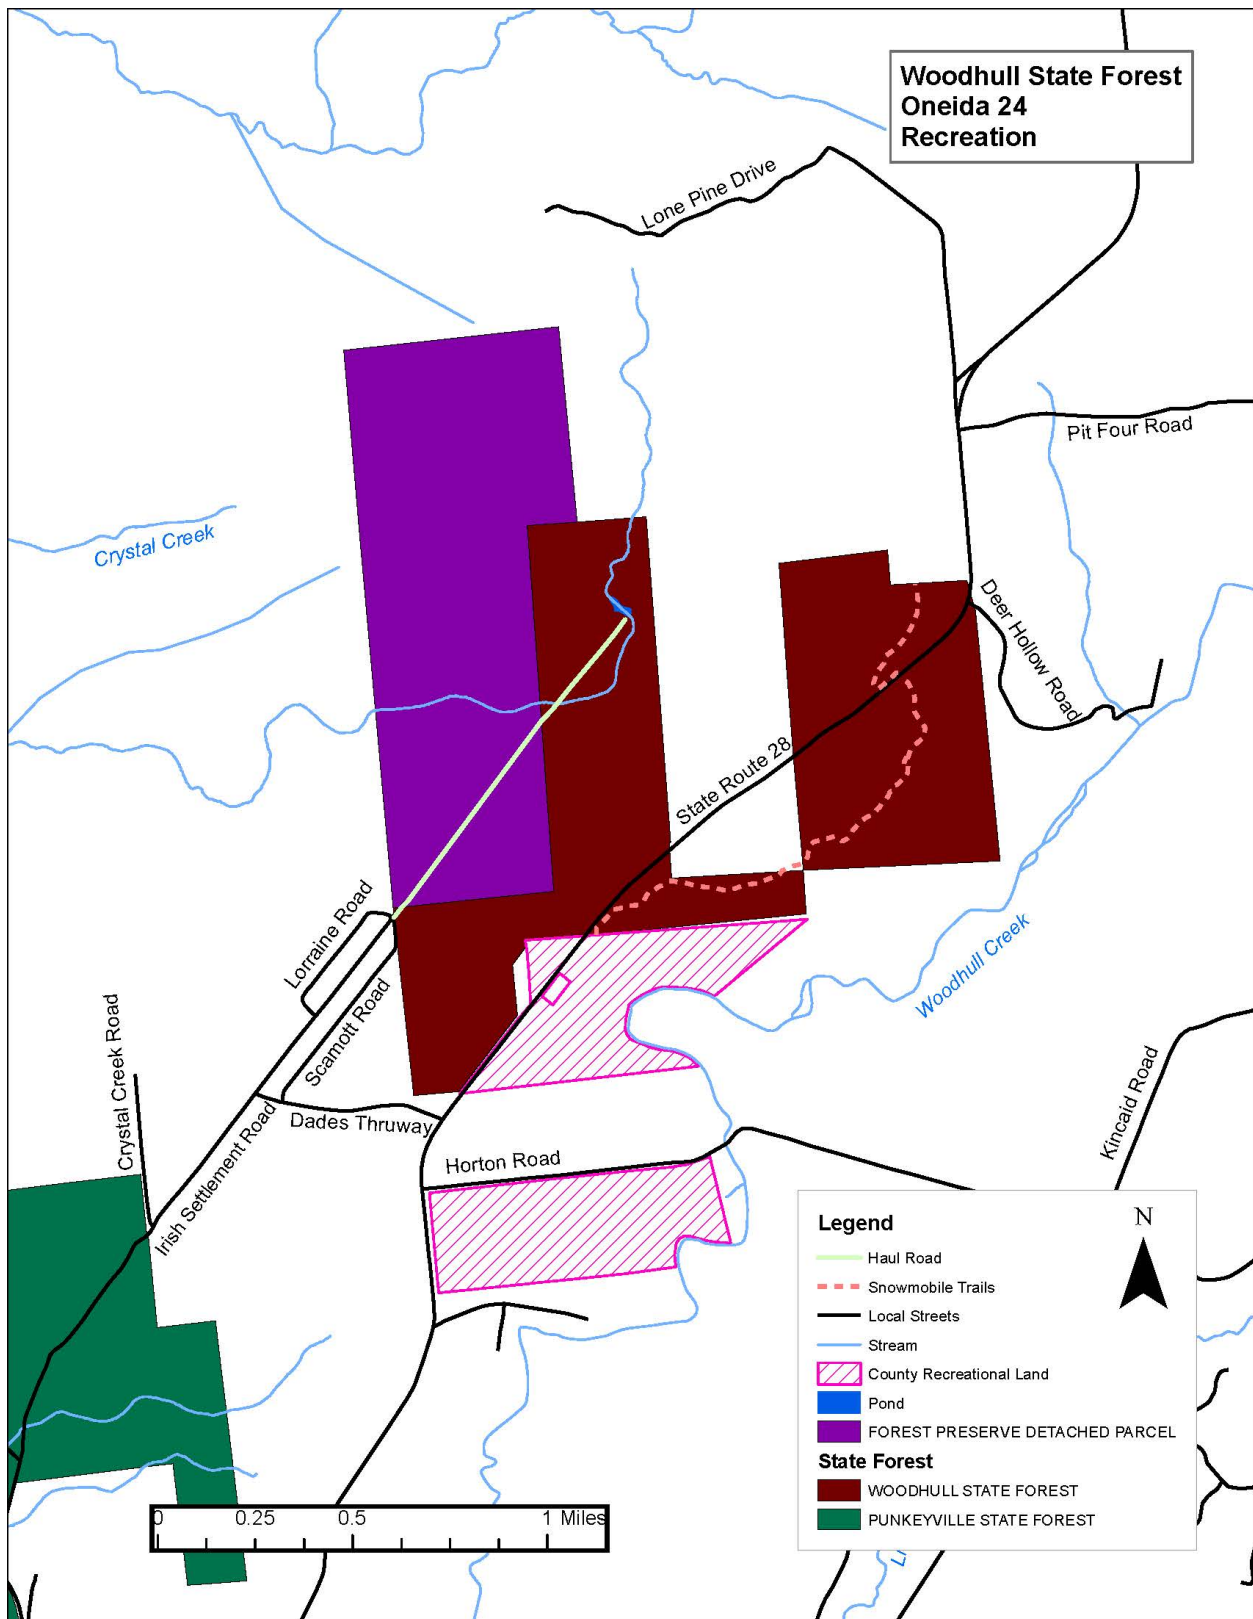 Woodhull State Forest
Oneida 24
Recreation
Lone Pine Drive
Pit Four Road
Crystal Creek
Deer Hollow Road
State Route 28
Lorraine Road
Scamott Road
Woodhull Creek
Crystal Creek Road
Irish Settlement Road
Dades Thruway
Horton Road
Kincaid Road
Legend
N
Haul Road
Snowmobile Trails
Local Streets
Stream
County Recreational Land
Pond
FOREST PRESERVE DETACHED PARCEL
State Forest
WOODHULL STATE FOREST
PUNKEYVILLE STATE FOREST
0 0.25 0.5 1 Miles